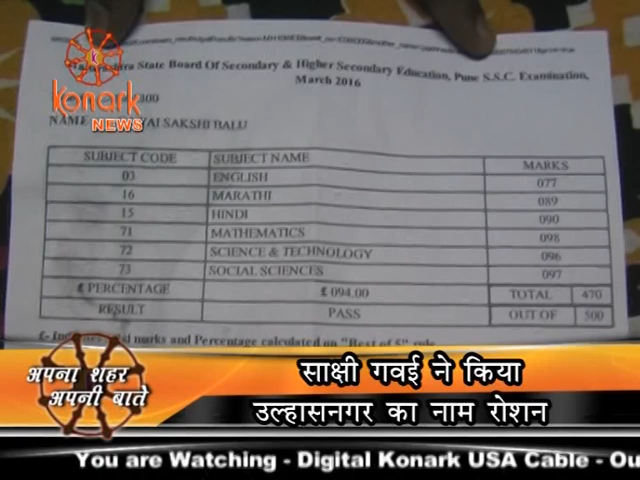 State Board Of Secondary & Higher Secondary Education, Pune S.S.C. Examination,
March 2016
Konark
NEWS
300
NAME SAKSHI BALU
SUBJECT CODE SUBJECT NAME MARKS
03 ENGLISH 077
16 MARATHI 089
15 HINDI 090
71 MATHEMATICS 098
72 SCIENCE & TECHNOLOGY 096
73 SOCIAL SCIENCES 097
£ PERCENTAGE £ 094.00 TOTAL 470
RESULT PASS OUT OF 500
marks and Percentage calculated on "Best of 5" rule
अपना शहर
अपनी बाते
साक्षी गवई ने किया
उल्हासनगर का नाम रोशन
You are Watching - Digital Konark USA Cable - Ou